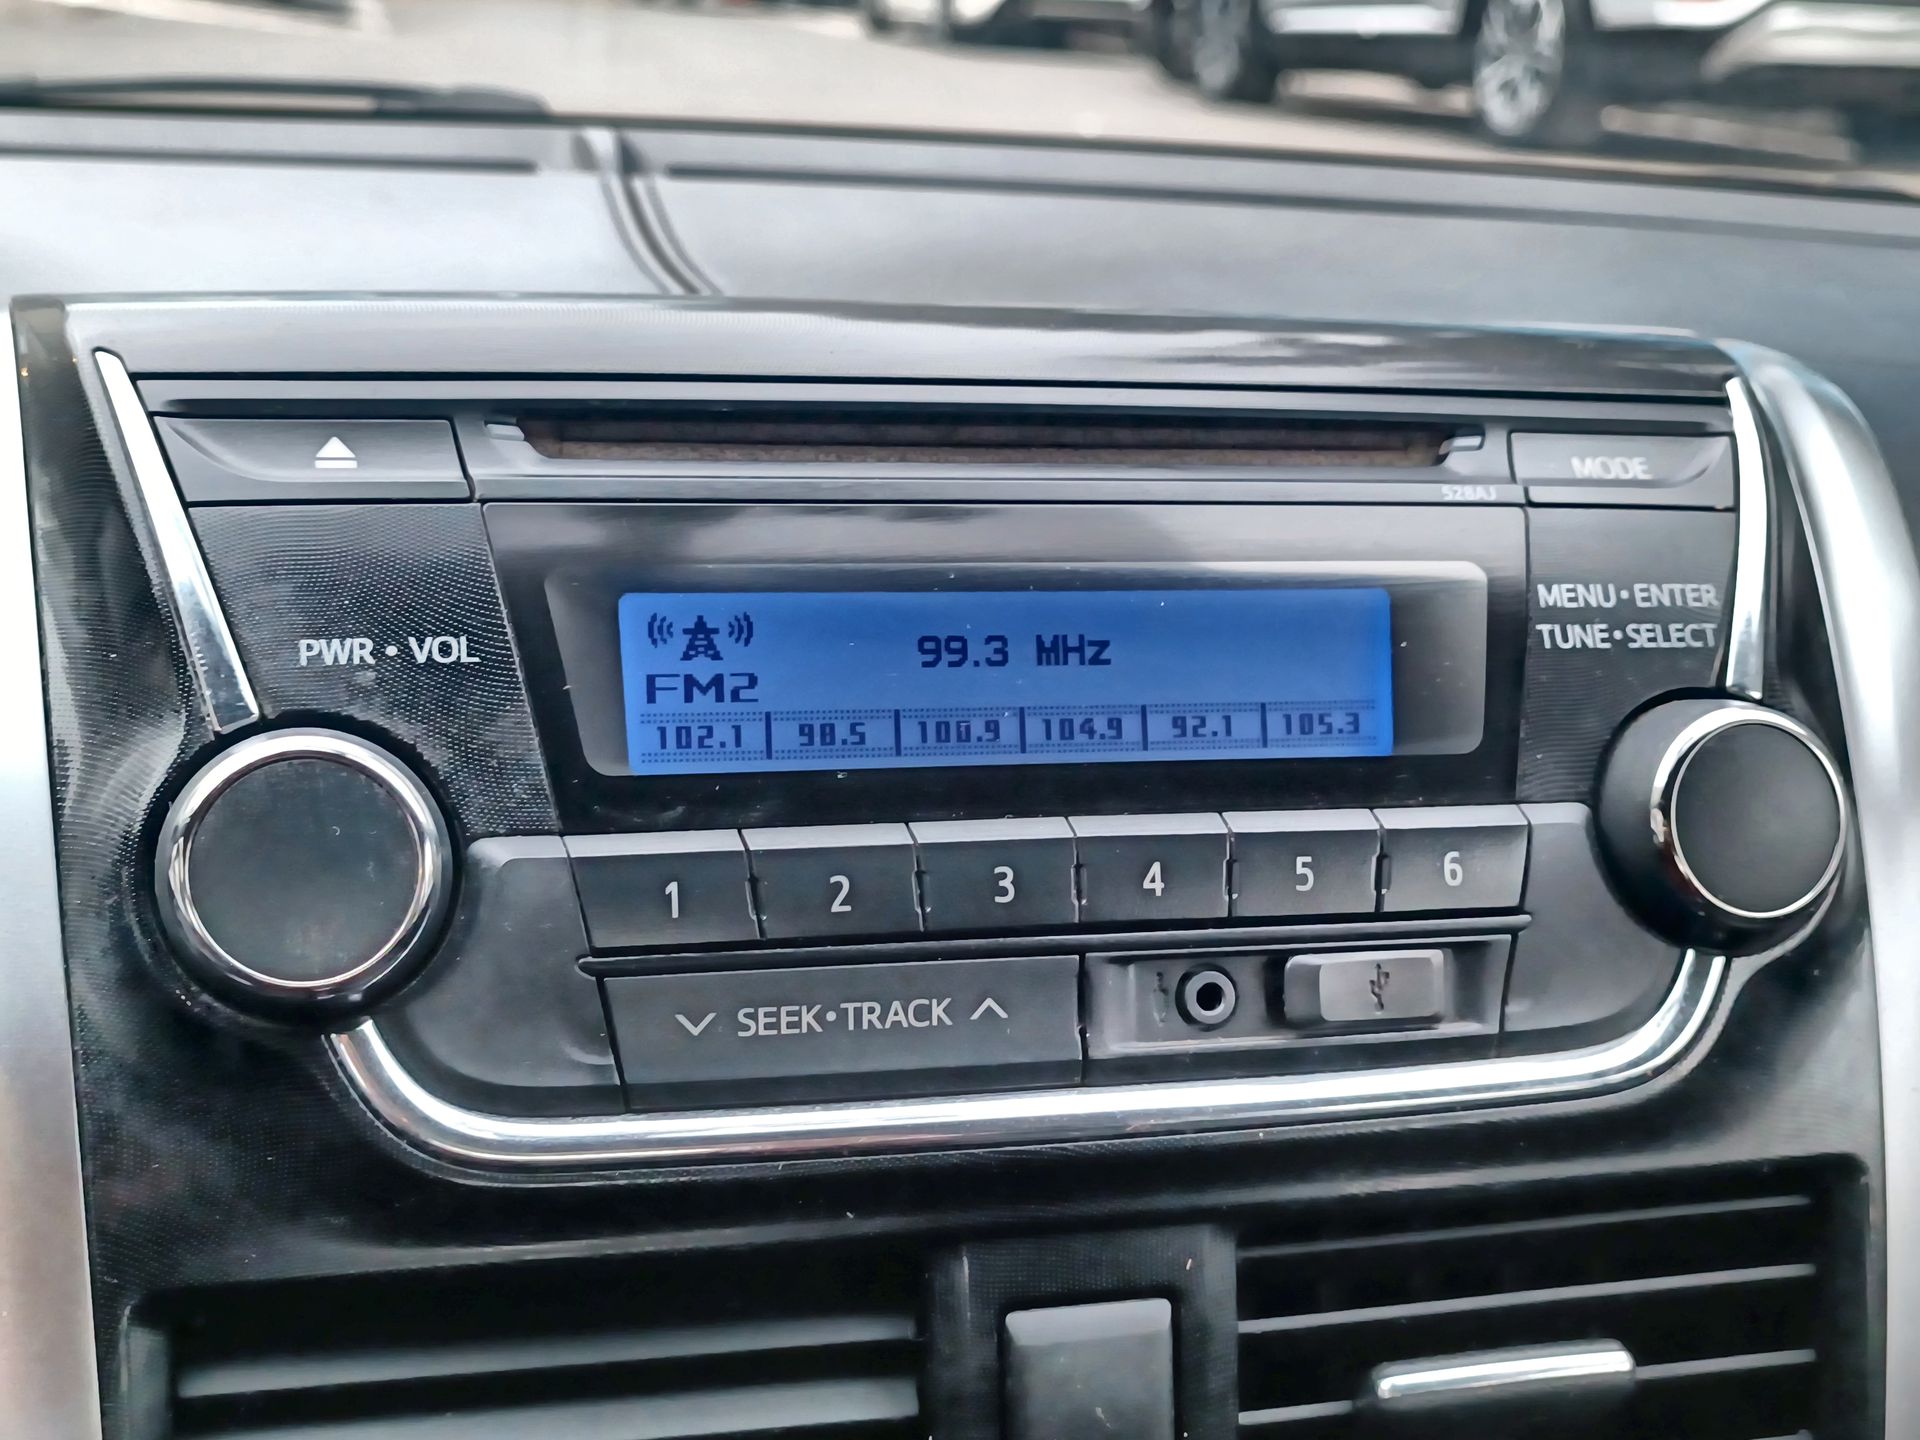 MODE
528AJ
PWR•VOL
MENU•ENTER
TUNE•SELECT
99.3 MHz
FM2
102.1 98.5 106.9 104.9 92.1 105.3
1 2 3 4 5 6
SEEK•TRACK